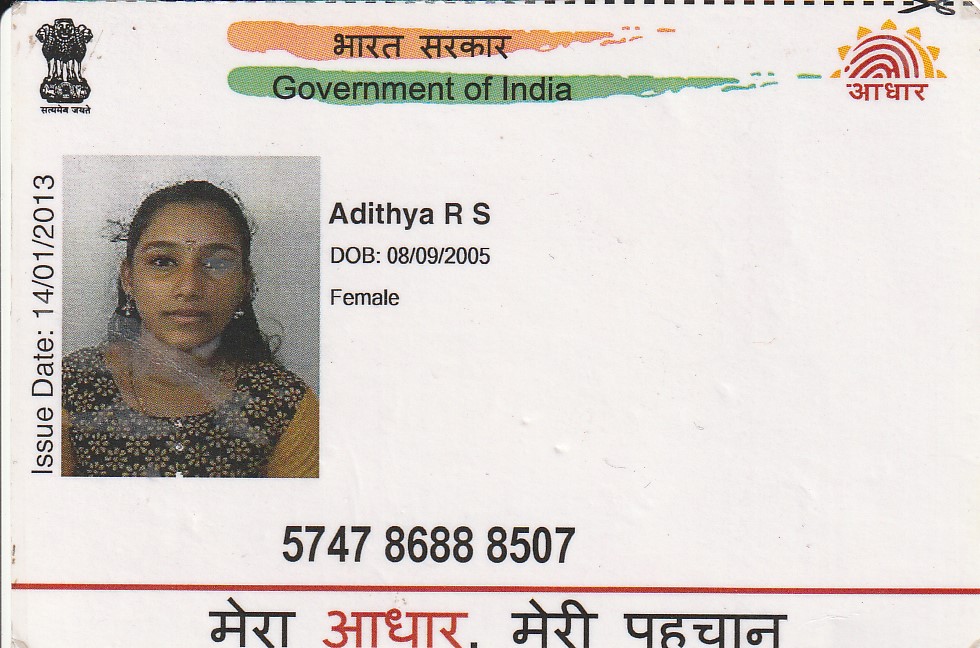 भारत सरकार
Government of India
सत्यमेव जयते
आधार
Issue Date: 14/01/2013
Adithya R S
DOB: 08/09/2005
Female
5747 8688 8507
मेरा आधार, मेरी पहचान